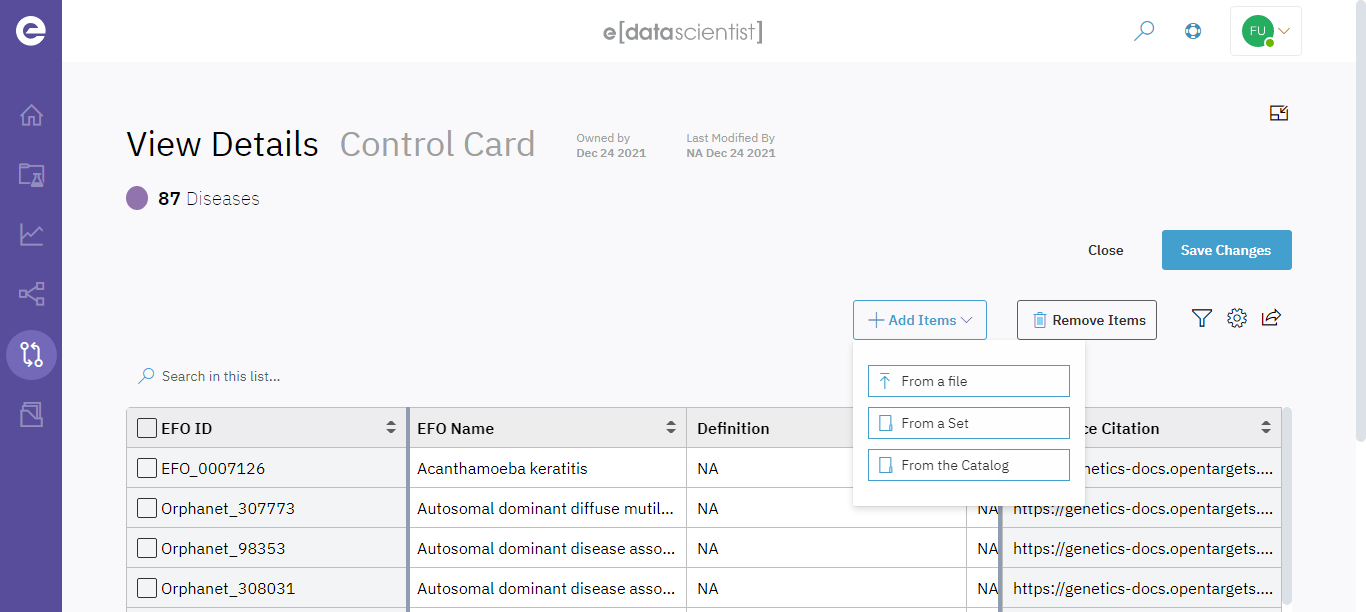 e[datascientist]
FU
View Details Control Card
Owned by
Dec 24 2021
Last Modified By
NA Dec 24 2021
87 Diseases
Close
Save Changes
Add Items
Remove Items
From a file
From a Set
From the Catalog
Search in this list...
EFO ID EFO Name Definition ce Citation
EFO_0007126 Acanthamoeba keratitis NA genetics-docs.opentargets....
Orphanet_307773 Autosomal dominant diffuse mutil... NA NA https://genetics-docs.opentargets....
Orphanet_98353 Autosomal dominant disease asso... NA NA https://genetics-docs.opentargets....
Orphanet_308031 Autosomal dominant disease asso... NA NA https://genetics-docs.opentargets....